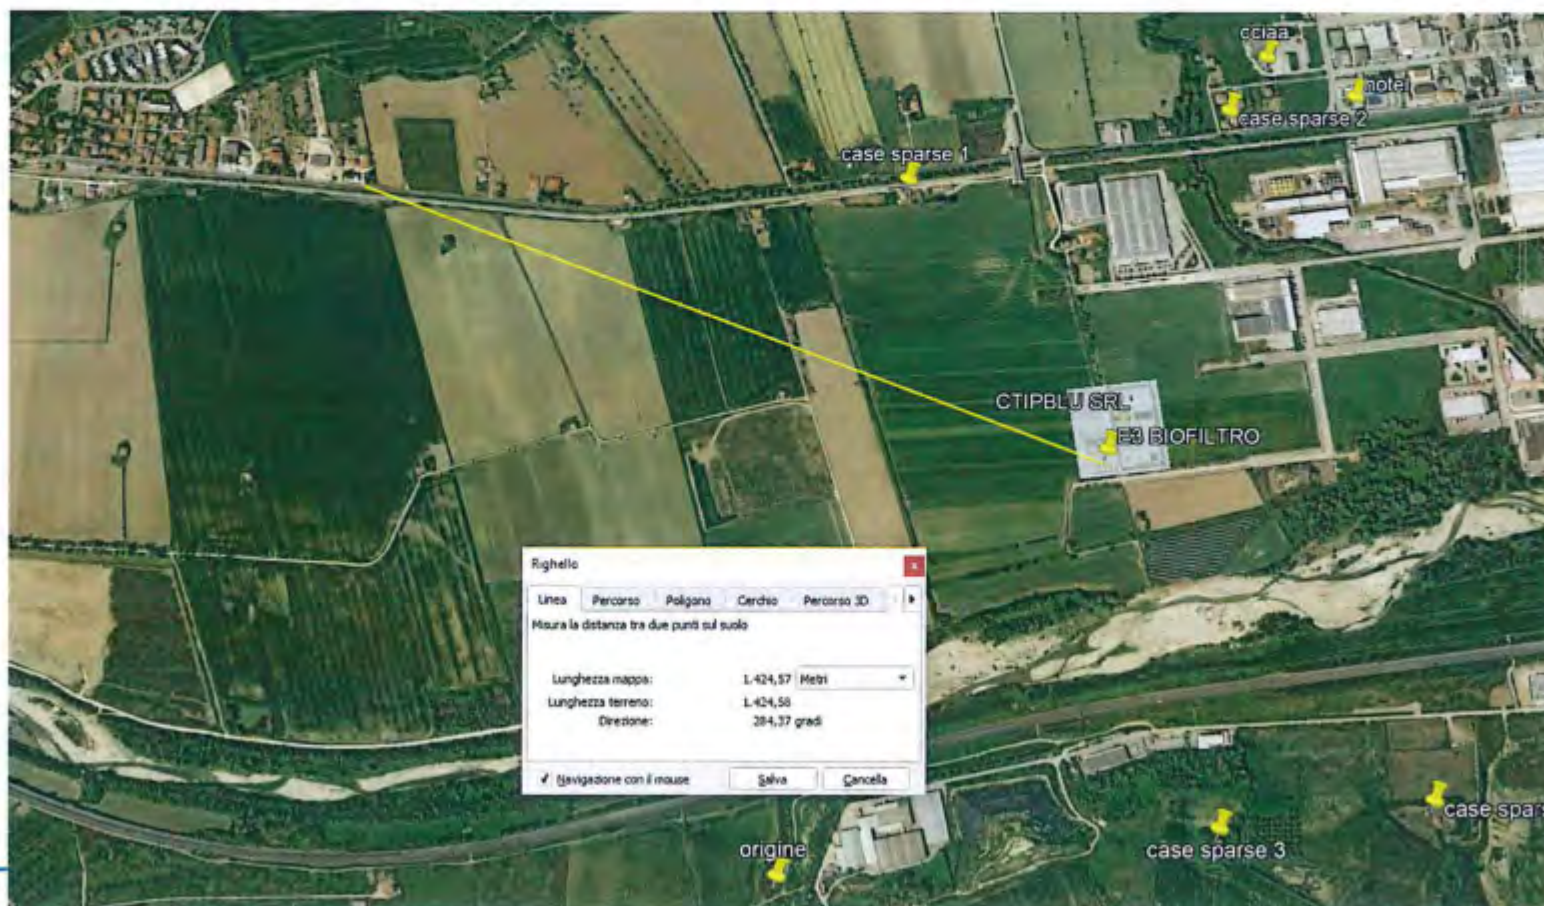 cciaa
hotel
case sparse 2
case sparse 1
CTIPBLU SRL
E3 BIOFILTRO
Righello
Linea Percorso Poligono Cerchio Percorso 3D
Misura la distanza tra due punti sul suolo
Lunghezza mappa: 1.424,57 Metri
Lunghezza terreno: 1.424,58
Direzione: 284,37 gradi
Navigazione con il mouse Salva Cancella
case spars
origine
case sparse 3